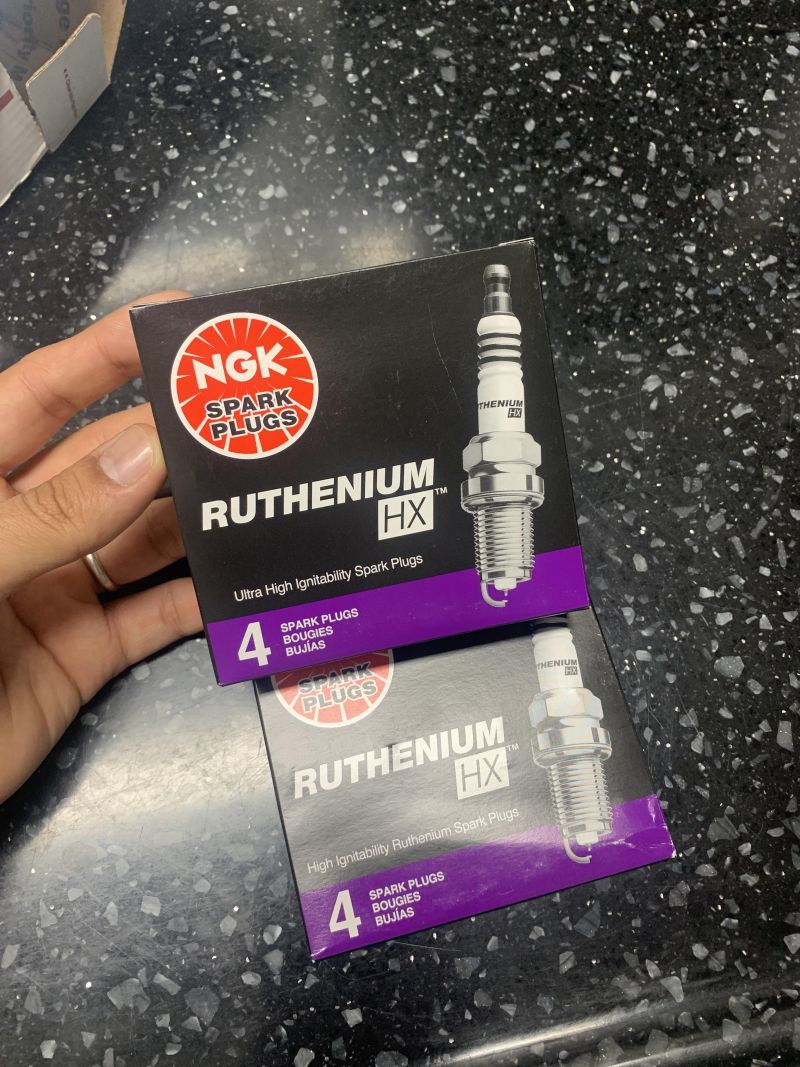 NGK
SPARK
PLUGS
RUTHENIUM
HX™
Ultra High Ignitability Spark Plugs
4
SPARK PLUGS
BOUGIES
BUJÍAS
RUTHENIUM
HX
SPARK
PLUGS
RUTHENIUM
HX™
High Ignitability Ruthenium Spark Plugs
4
SPARK PLUGS
BOUGIES
BUJÍAS
RUTHENIUM
HX